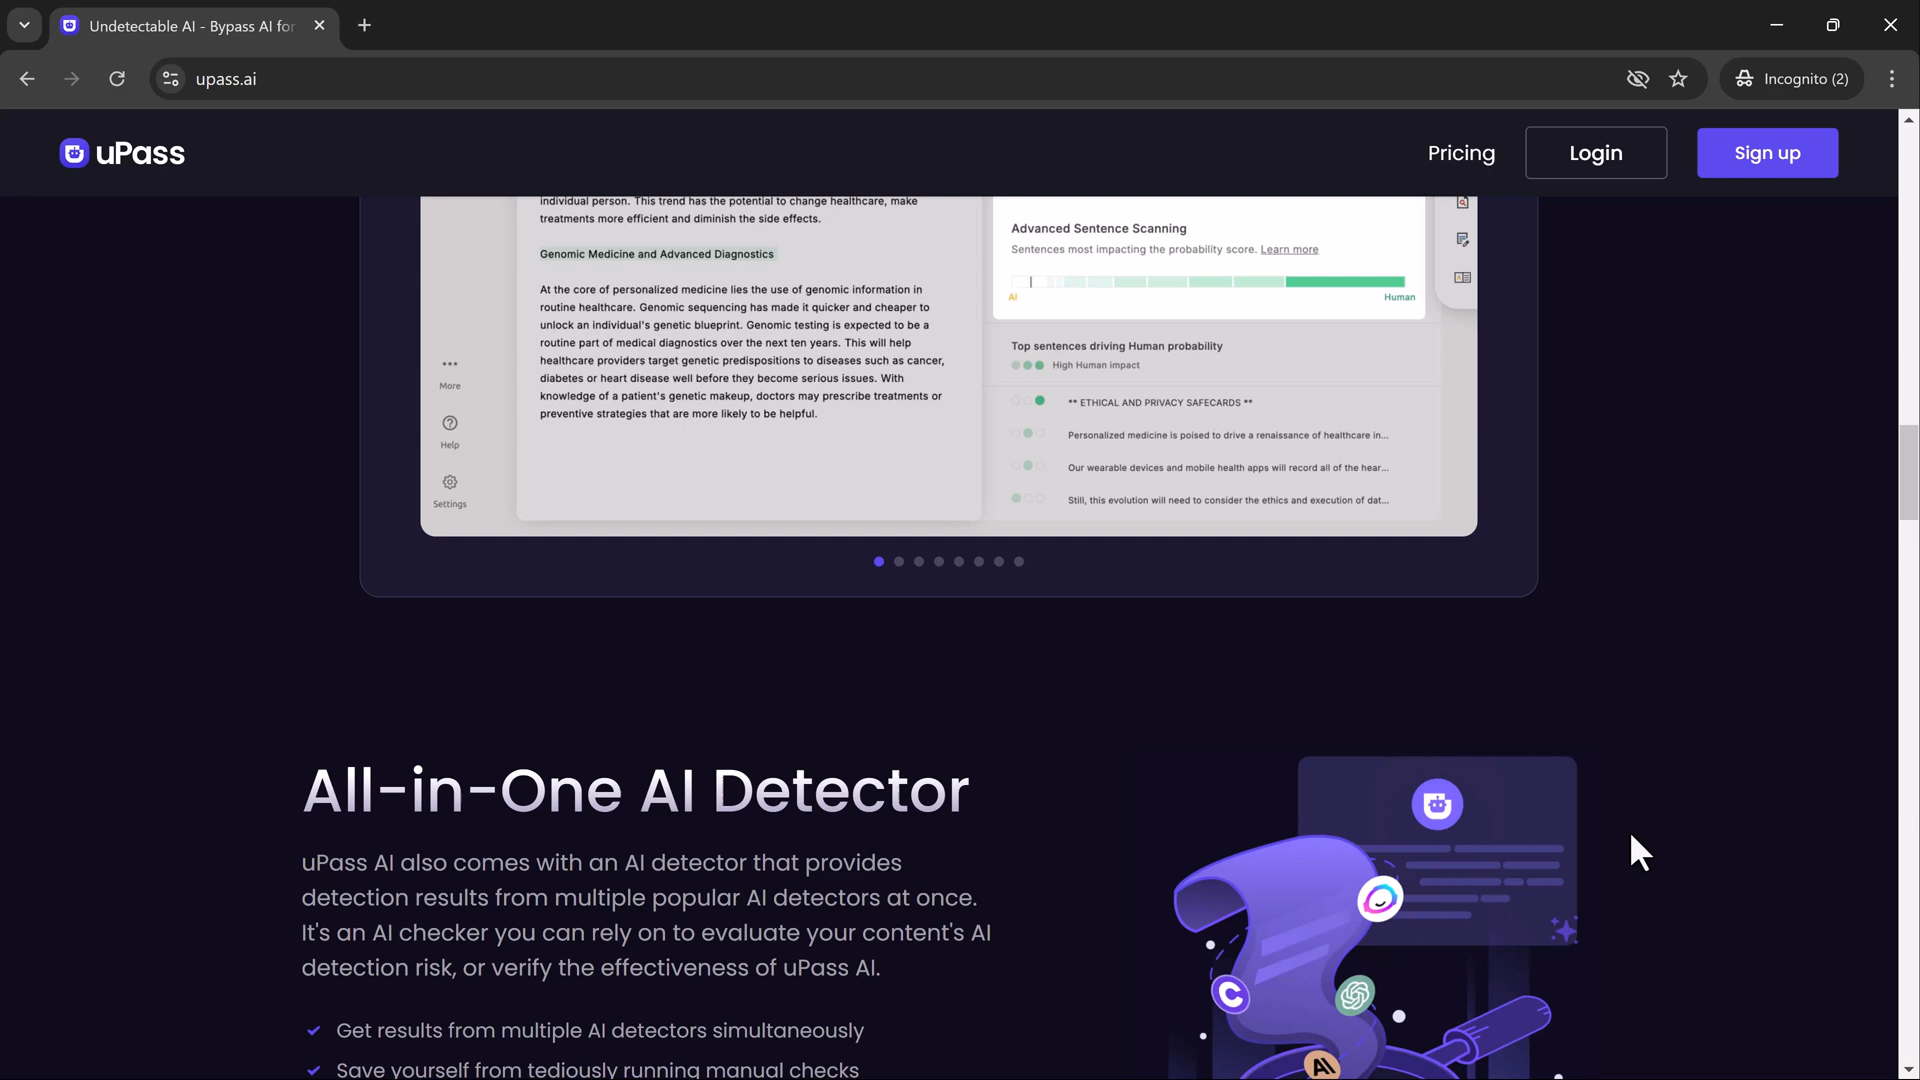 Undetectable AI - Bypass AI for
upass.ai
Incognito (2)
uPass
Pricing
Login
Sign up
individual person. This trend has the potential to change healthcare, make
treatments more efficient and diminish the side effects.
Genomic Medicine and Advanced Diagnostics
At the core of personalized medicine lies the use of genomic information in
routine healthcare. Genomic sequencing has made it quicker and cheaper to
unlock an individual's genetic blueprint. Genomic testing is expected to be a
routine part of medical diagnostics over the next ten years. This will help
healthcare providers target genetic predispositions to diseases such as cancer,
diabetes or heart disease well before they become serious issues. With
knowledge of a patient's genetic makeup, doctors may prescribe treatments or
preventive strategies that are more likely to be helpful.
More
Help
Settings
Advanced Sentence Scanning
Sentences most impacting the probability score. Learn more
AI
Human
Top sentences driving Human probability
High Human impact
** ETHICAL AND PRIVACY SAFECARDS **
Personalized medicine is poised to drive a renaissance of healthcare in...
Our wearable devices and mobile health apps will record all of the hear...
Still, this evolution will need to consider the ethics and execution of dat...
All-in-One AI Detector
uPass AI also comes with an AI detector that provides
detection results from multiple popular AI detectors at once.
It's an AI checker you can rely on to evaluate your content's AI
detection risk, or verify the effectiveness of uPass AI.
Get results from multiple AI detectors simultaneously
Save yourself from tediously running manual checks